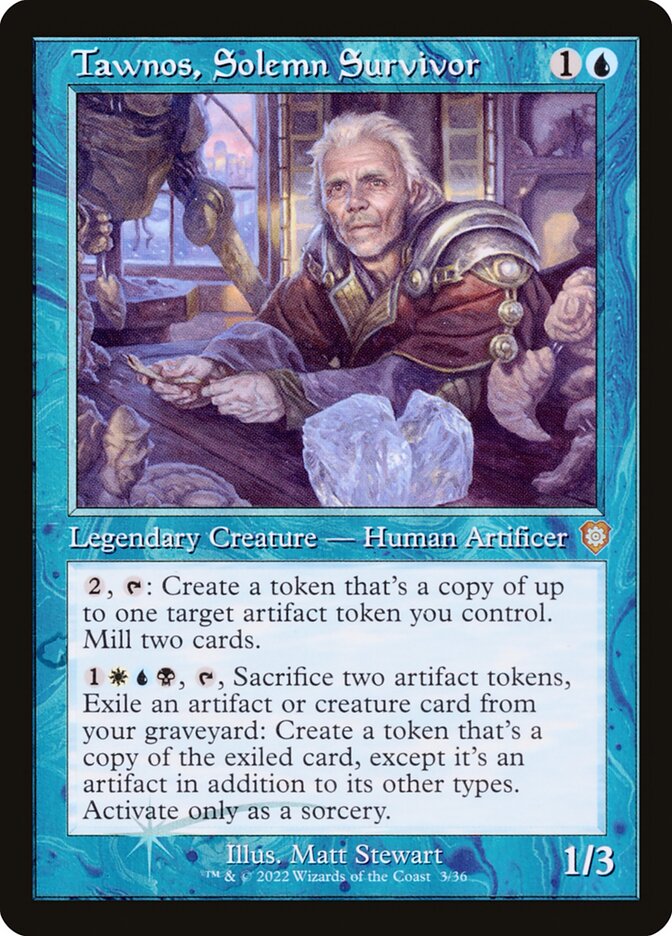 Tawnos, Solemn Survivor 1
Legendary Creature — Human Artificer
2, : Create a token that's a copy of up
to one target artifact token you control.
Mill two cards.
1 , , Sacrifice two artifact tokens,
Exile an artifact or creature card from
your graveyard: Create a token that's a
copy of the exiled card, except it's an
artifact in addition to its other types.
Activate only as a sorcery.
Illus. Matt Stewart
1/3
™ & © 2022 Wizards of the Coast 3/36